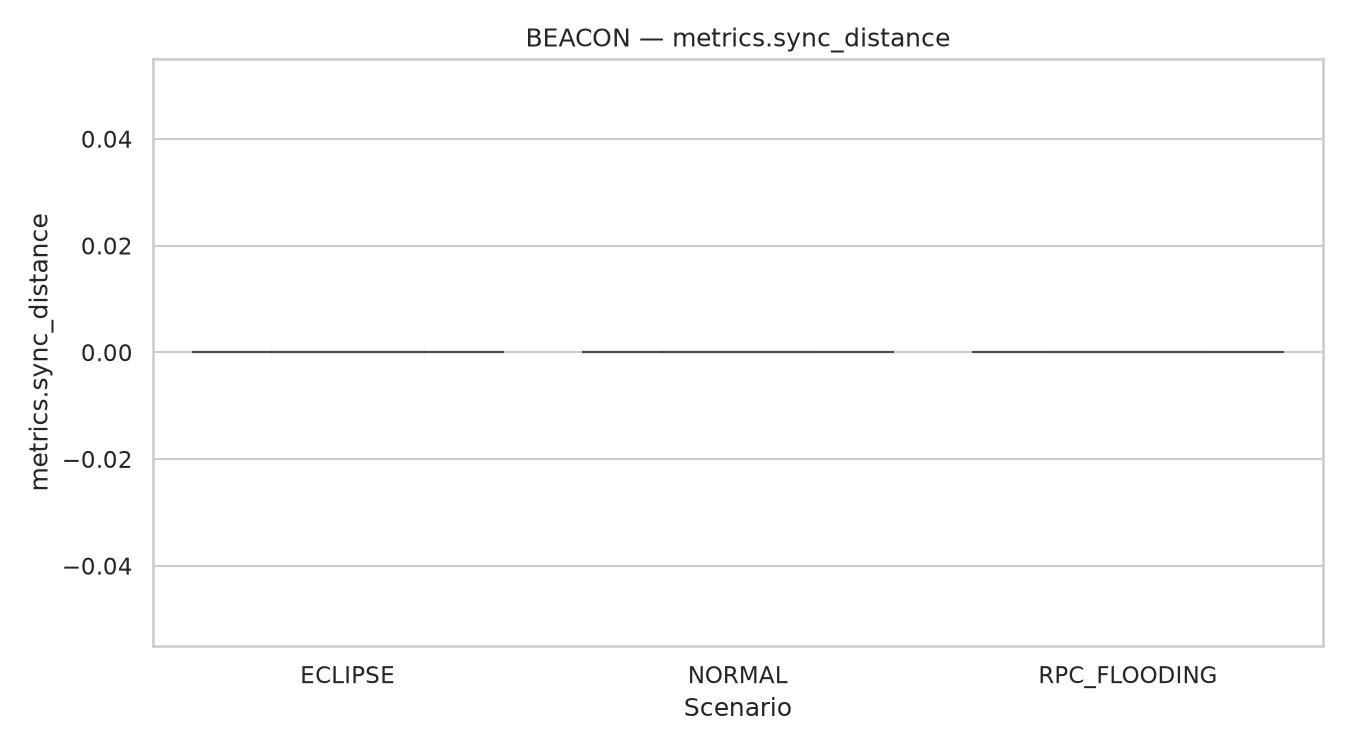 BEACON — metrics.sync_distance
metrics.sync_distance
0.04
0.02
0.00
−0.02
−0.04
ECLIPSE NORMAL RPC_FLOODING
Scenario